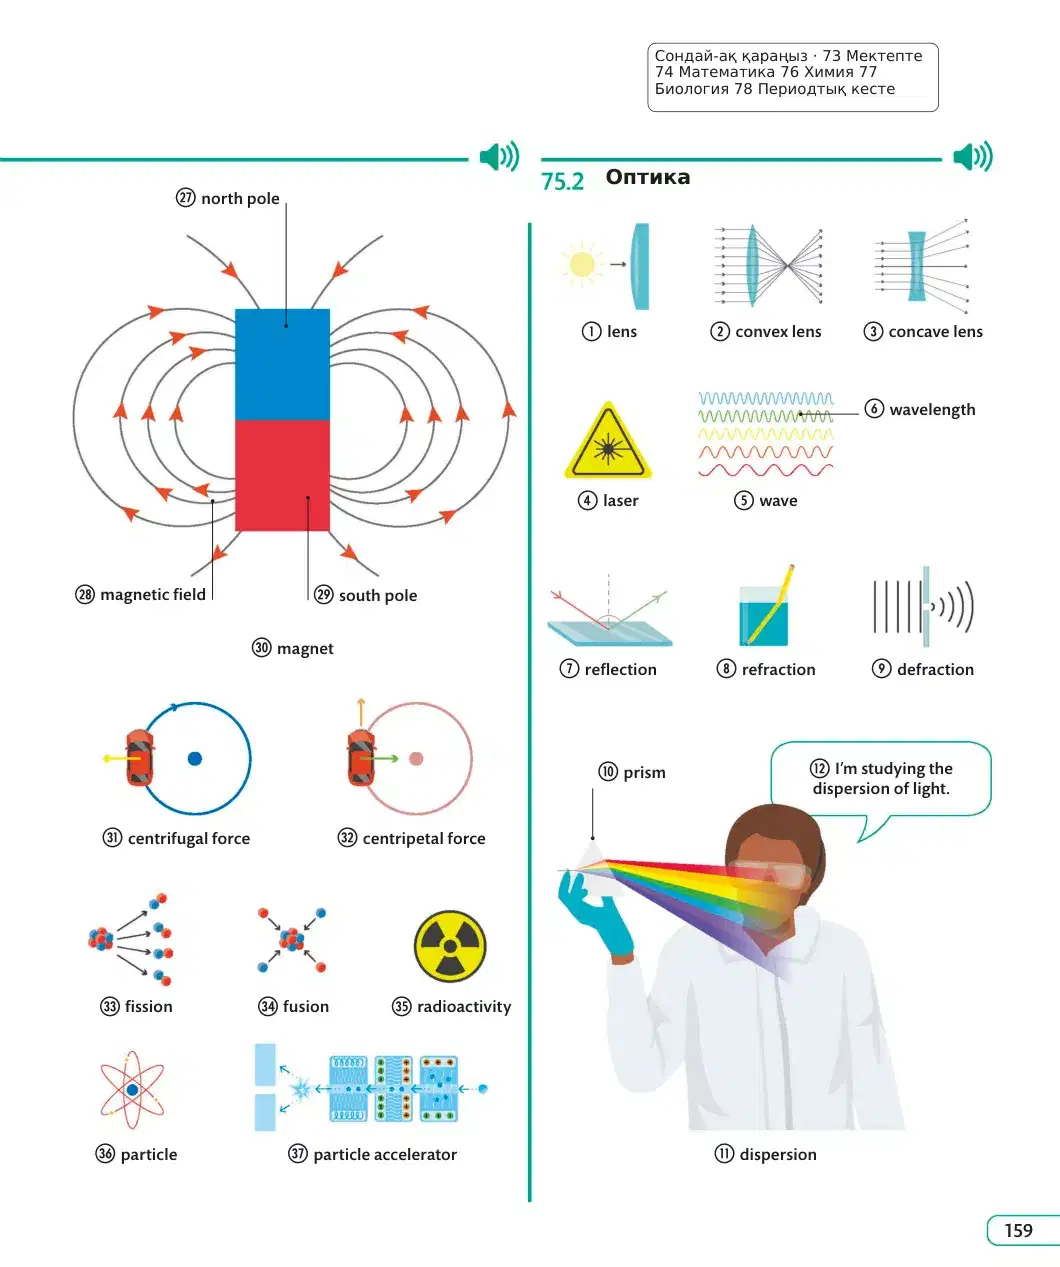 Сондай-ақ қараңыз · 73 Мектепте
74 Математика 76 Химия 77
Биология 78 Периодтық кесте
27 north pole
28 magnetic field
29 south pole
30 magnet
31 centrifugal force
32 centripetal force
33 fission
34 fusion
35 radioactivity
36 particle
37 particle accelerator
75.2 Оптика
1 lens
2 convex lens
3 concave lens
4 laser
5 wave
6 wavelength
7 reflection
8 refraction
9 defraction
10 prism
12 I'm studying the
dispersion of light.
11 dispersion
159